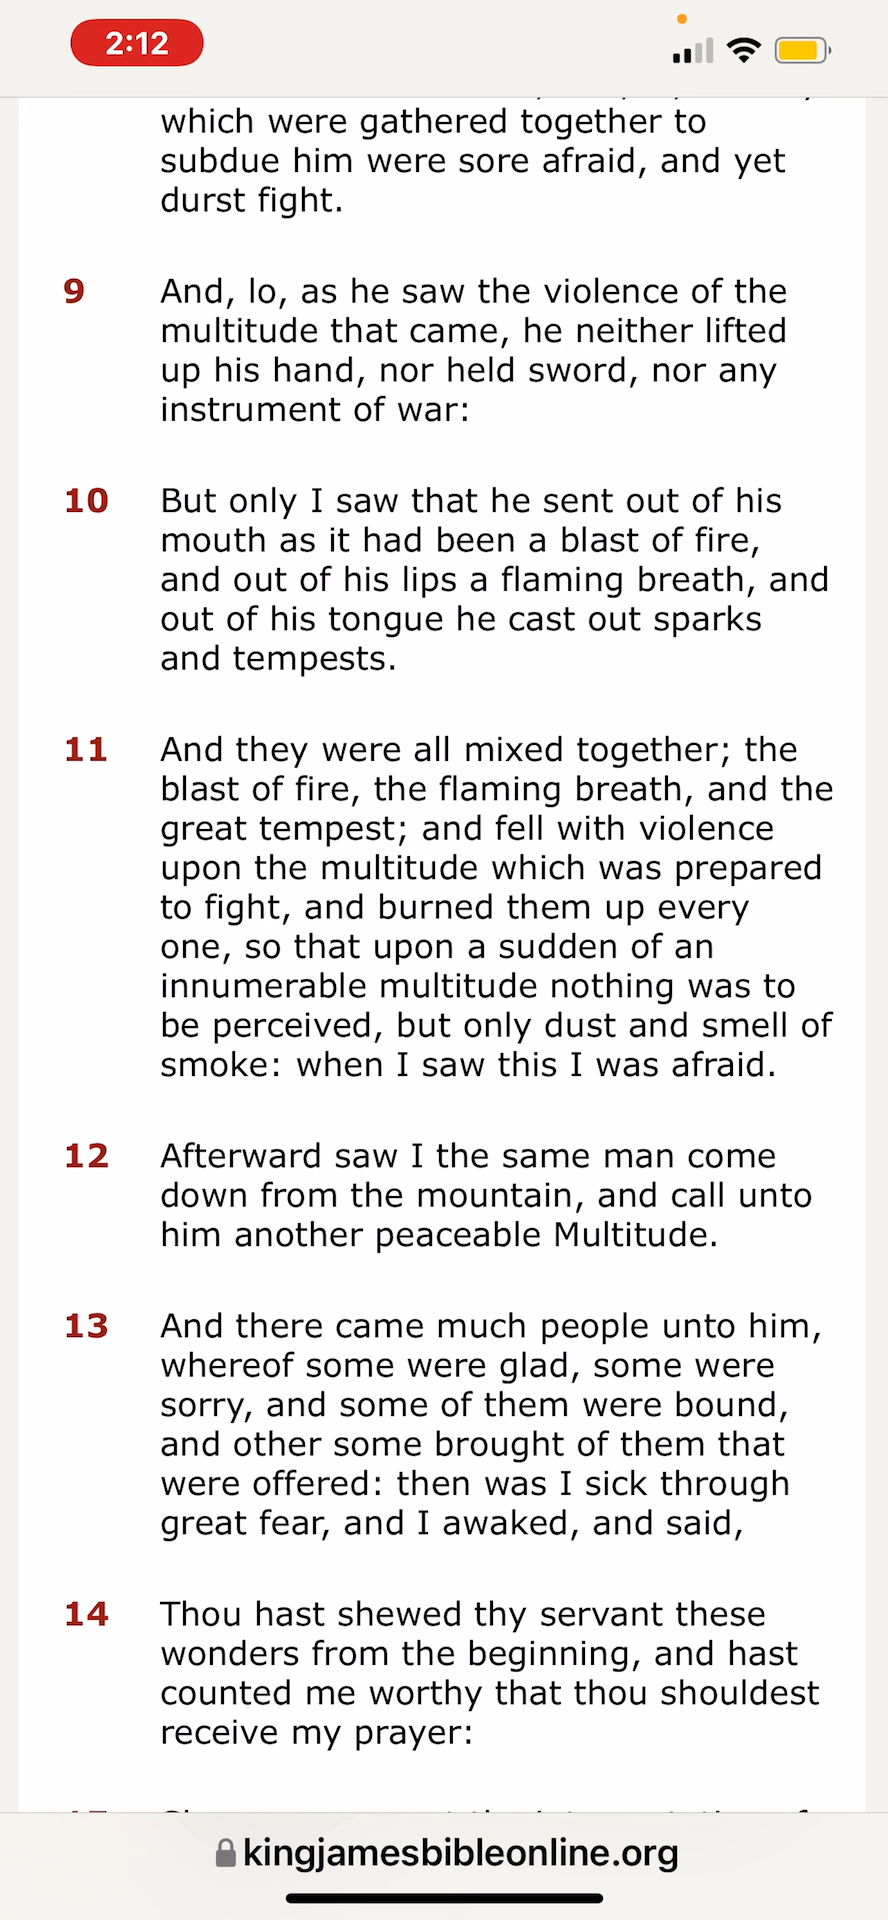 2:12
which were gathered together to
subdue him were sore afraid, and yet
durst fight.
9 And, lo, as he saw the violence of the
multitude that came, he neither lifted
up his hand, nor held sword, nor any
instrument of war:
10 But only I saw that he sent out of his
mouth as it had been a blast of fire,
and out of his lips a flaming breath, and
out of his tongue he cast out sparks
and tempests.
11 And they were all mixed together; the
blast of fire, the flaming breath, and the
great tempest; and fell with violence
upon the multitude which was prepared
to fight, and burned them up every
one, so that upon a sudden of an
innumerable multitude nothing was to
be perceived, but only dust and smell of
smoke: when I saw this I was afraid.
12 Afterward saw I the same man come
down from the mountain, and call unto
him another peaceable Multitude.
13 And there came much people unto him,
whereof some were glad, some were
sorry, and some of them were bound,
and other some brought of them that
were offered: then was I sick through
great fear, and I awaked, and said,
14 Thou hast shewed thy servant these
wonders from the beginning, and hast
counted me worthy that thou shouldest
receive my prayer:
kingjamesbibleonline.org